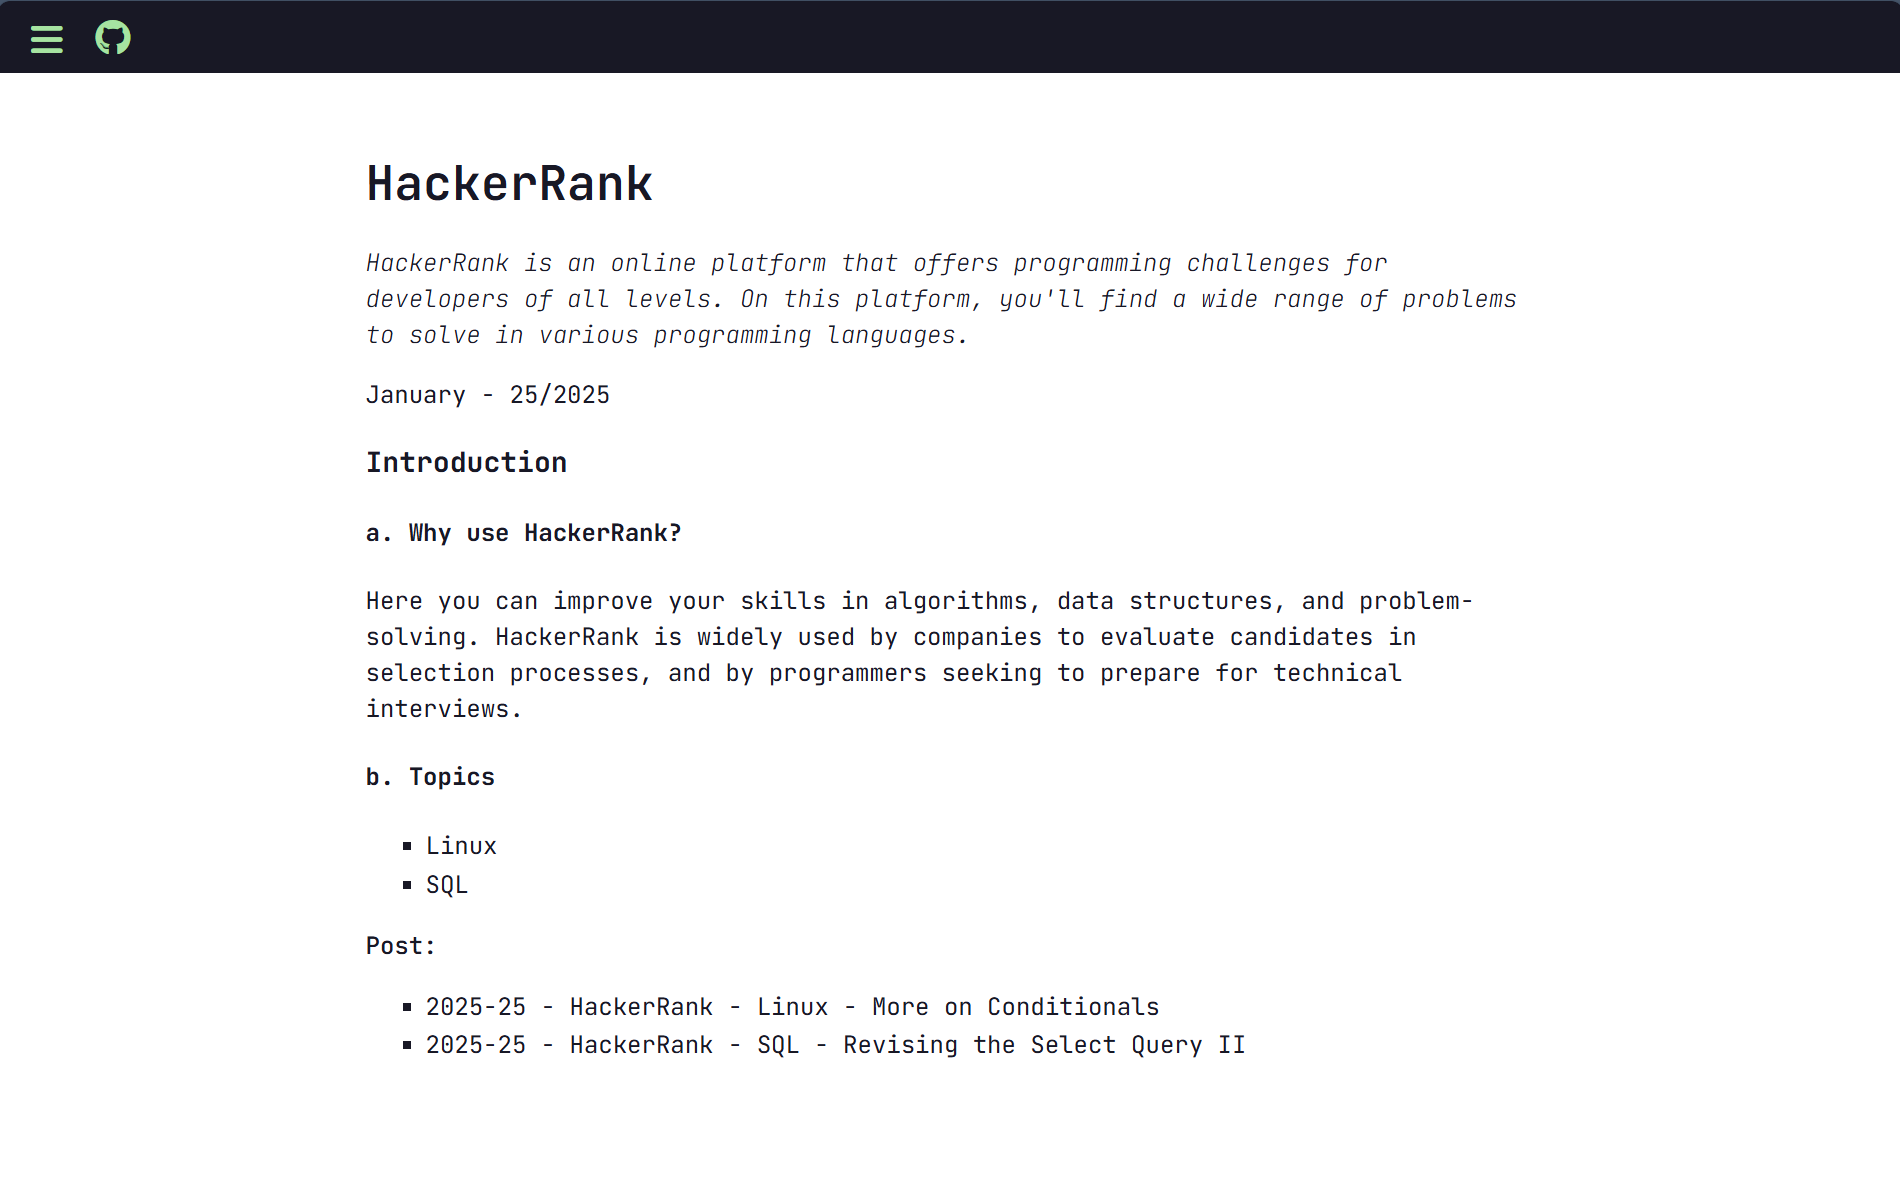 HackerRank
HackerRank is an online platform that offers programming challenges for
developers of all levels. On this platform, you'll find a wide range of problems
to solve in various programming languages.
January - 25/2025
Introduction
a. Why use HackerRank?
Here you can improve your skills in algorithms, data structures, and problem-
solving. HackerRank is widely used by companies to evaluate candidates in
selection processes, and by programmers seeking to prepare for technical
interviews.
b. Topics
▪ Linux
▪ SQL
Post:
▪ 2025-25 - HackerRank - Linux - More on Conditionals
▪ 2025-25 - HackerRank - SQL - Revising the Select Query II